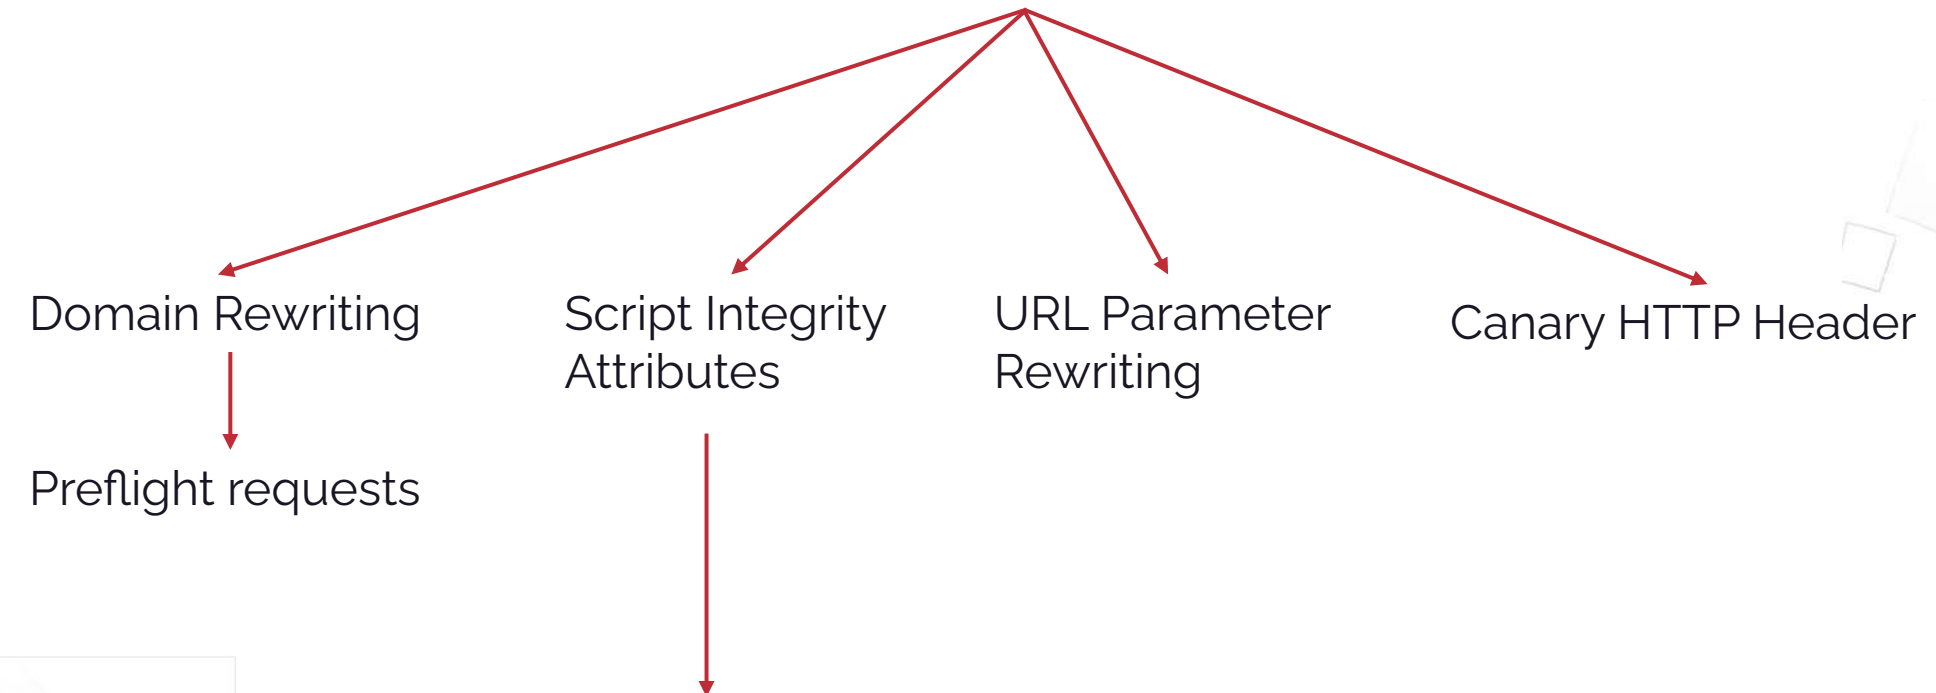 Domain Rewriting
Script Integrity
Attributes
URL Parameter
Rewriting
Canary HTTP Header
Preflight requests